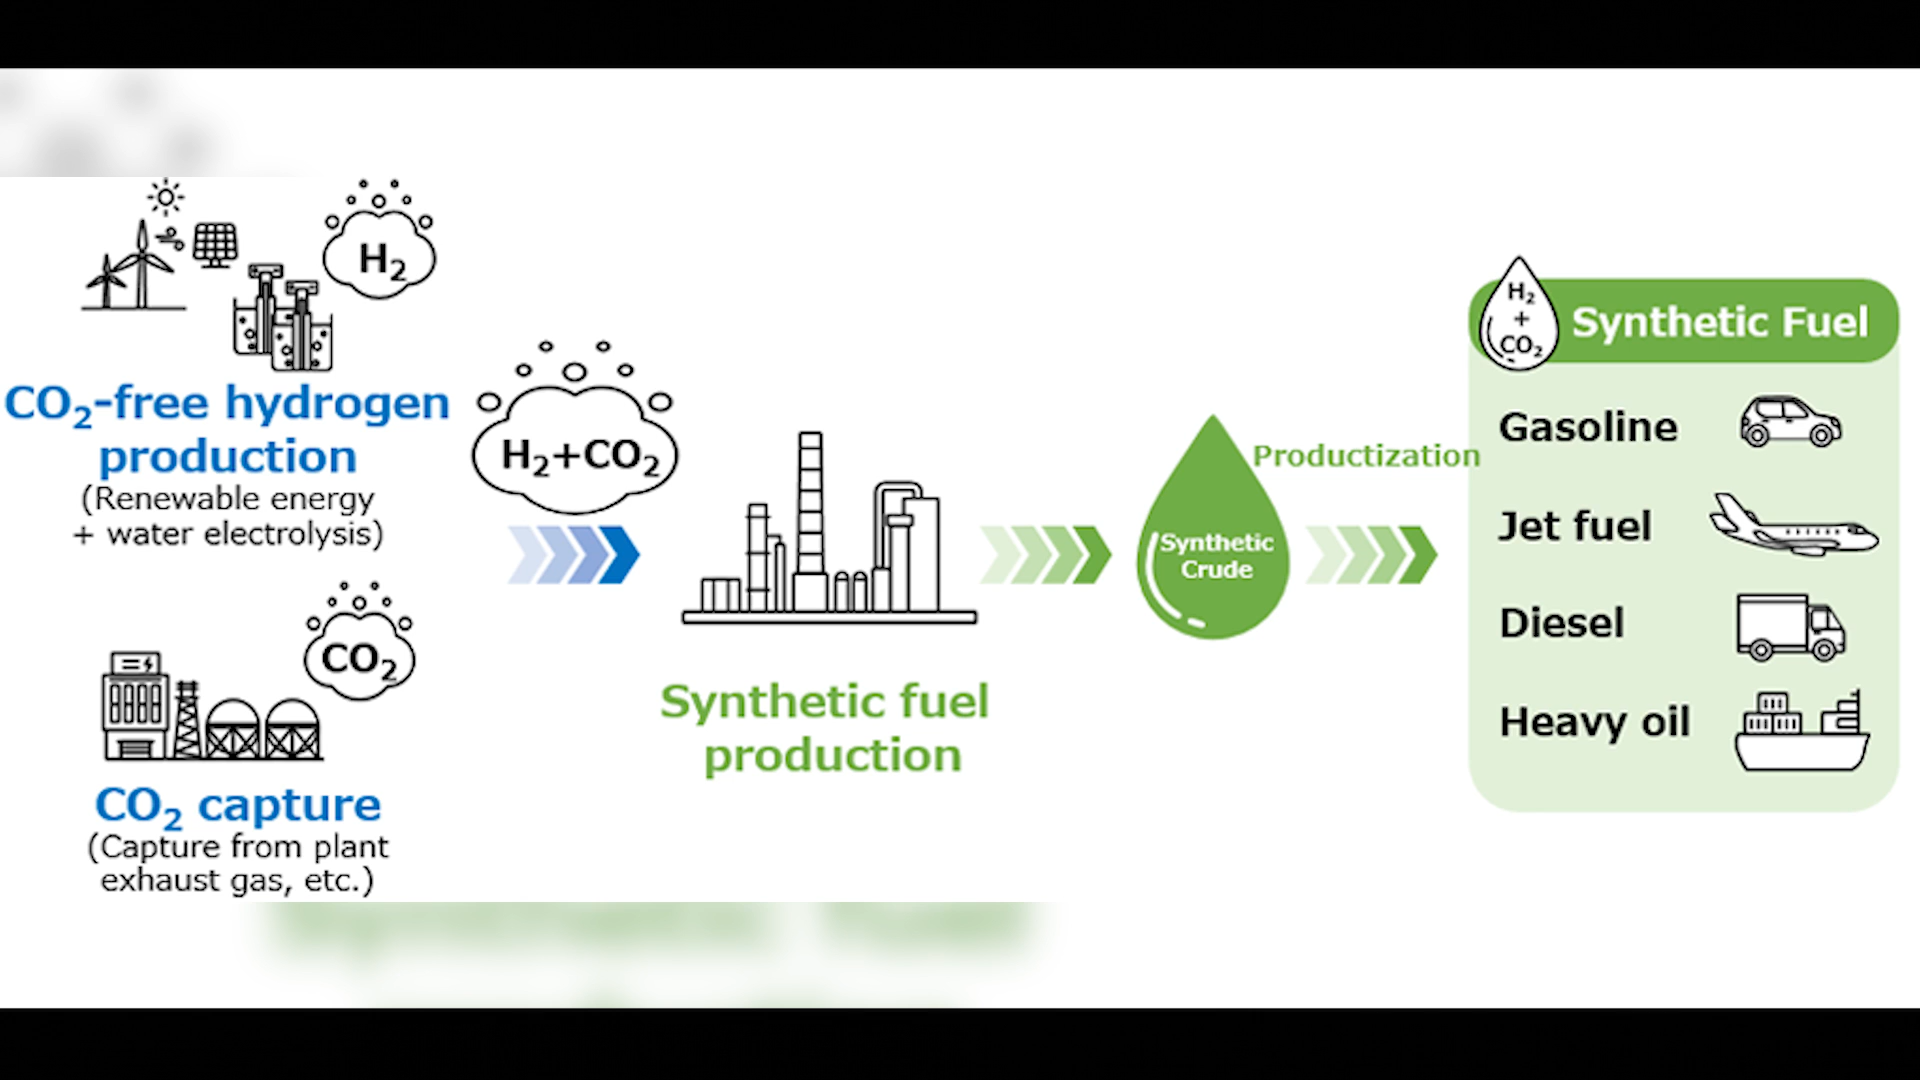 H₂
CO₂-free hydrogen
production
(Renewable energy
+ water electrolysis)
CO₂
CO₂ capture
(Capture from plant
exhaust gas, etc.)
H₂+CO₂
Synthetic fuel
production
Synthetic
Crude
Productization
H₂
+
CO₂
Synthetic Fuel
Gasoline
Jet fuel
Diesel
Heavy oil